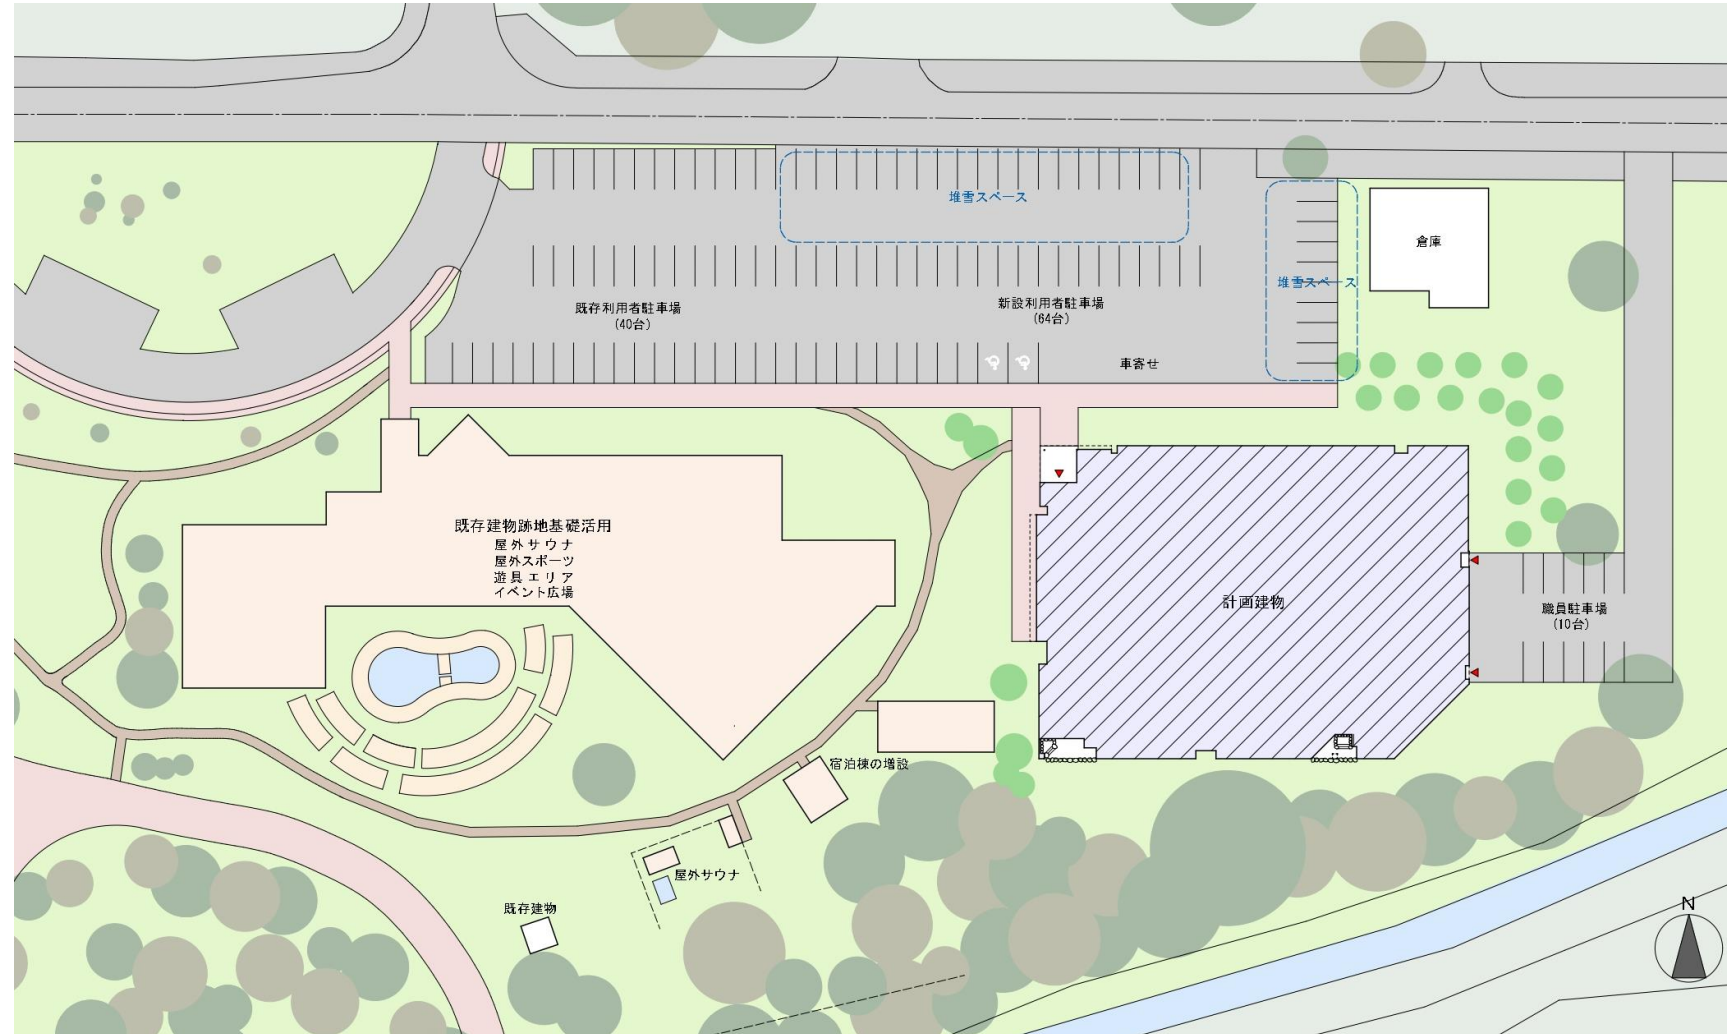 堆雪スペース
倉庫
堆雪スペース
既存利用者駐車場
(40台)
新設利用者駐車場
(64台)
車寄せ
既存建物跡地基礎活用
屋外サウナ
屋外スポーツ
遊具エリア
イベント広場
計画建物
職員駐車場
(10台)
宿泊棟の増設
屋外サウナ
既存建物
N